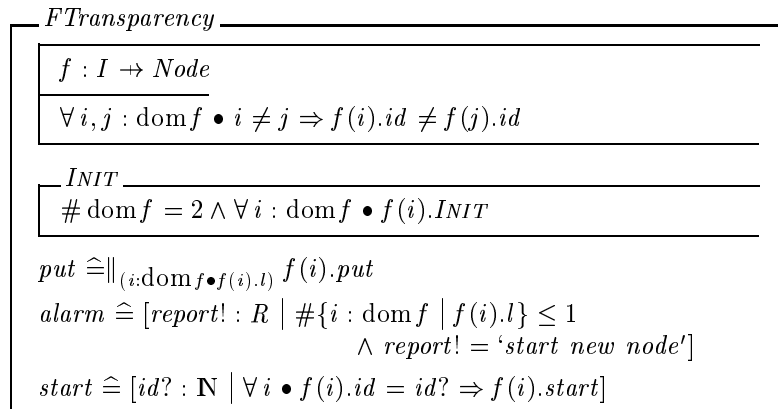 FTransparency
f : I ⇸ Node
∀ i, j : dom f • i ≠ j ⇒ f(i).id ≠ f(j).id
INIT
# dom f = 2 ∧ ∀ i : dom f • f(i).INIT
put ≙ ‖(i:dom f•f(i).l) f(i).put
alarm ≙ [report! : R | #{i : dom f | f(i).l} ≤ 1
∧ report! = ‘start new node’]
start ≙ [id? : N | ∀ i • f(i).id = id? ⇒ f(i).start]